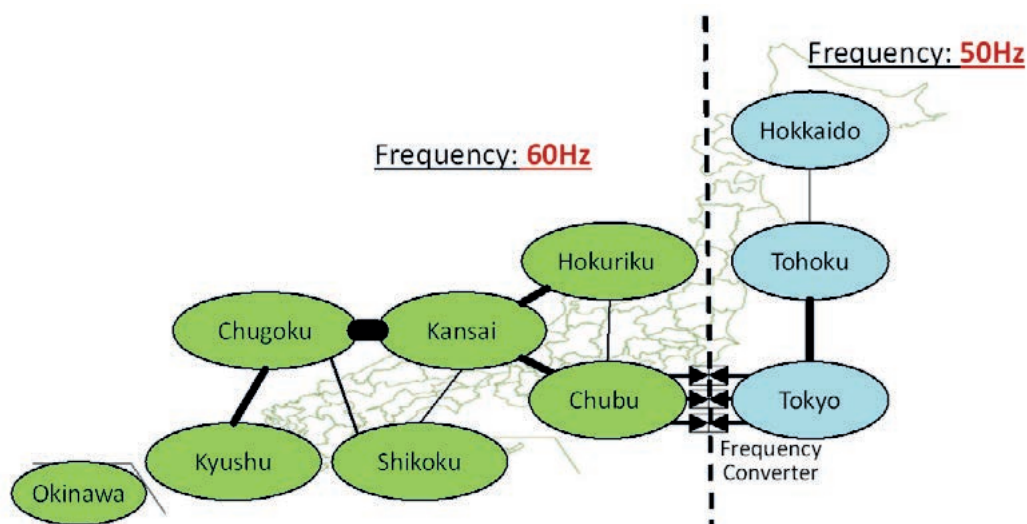 Frequency: 50Hz
Hokkaido
Frequency: 60Hz
Hokuriku
Tohoku
Chugoku
Kansai
Chubu
Tokyo
Kyushu
Shikoku
Okinawa
Frequency
Converter